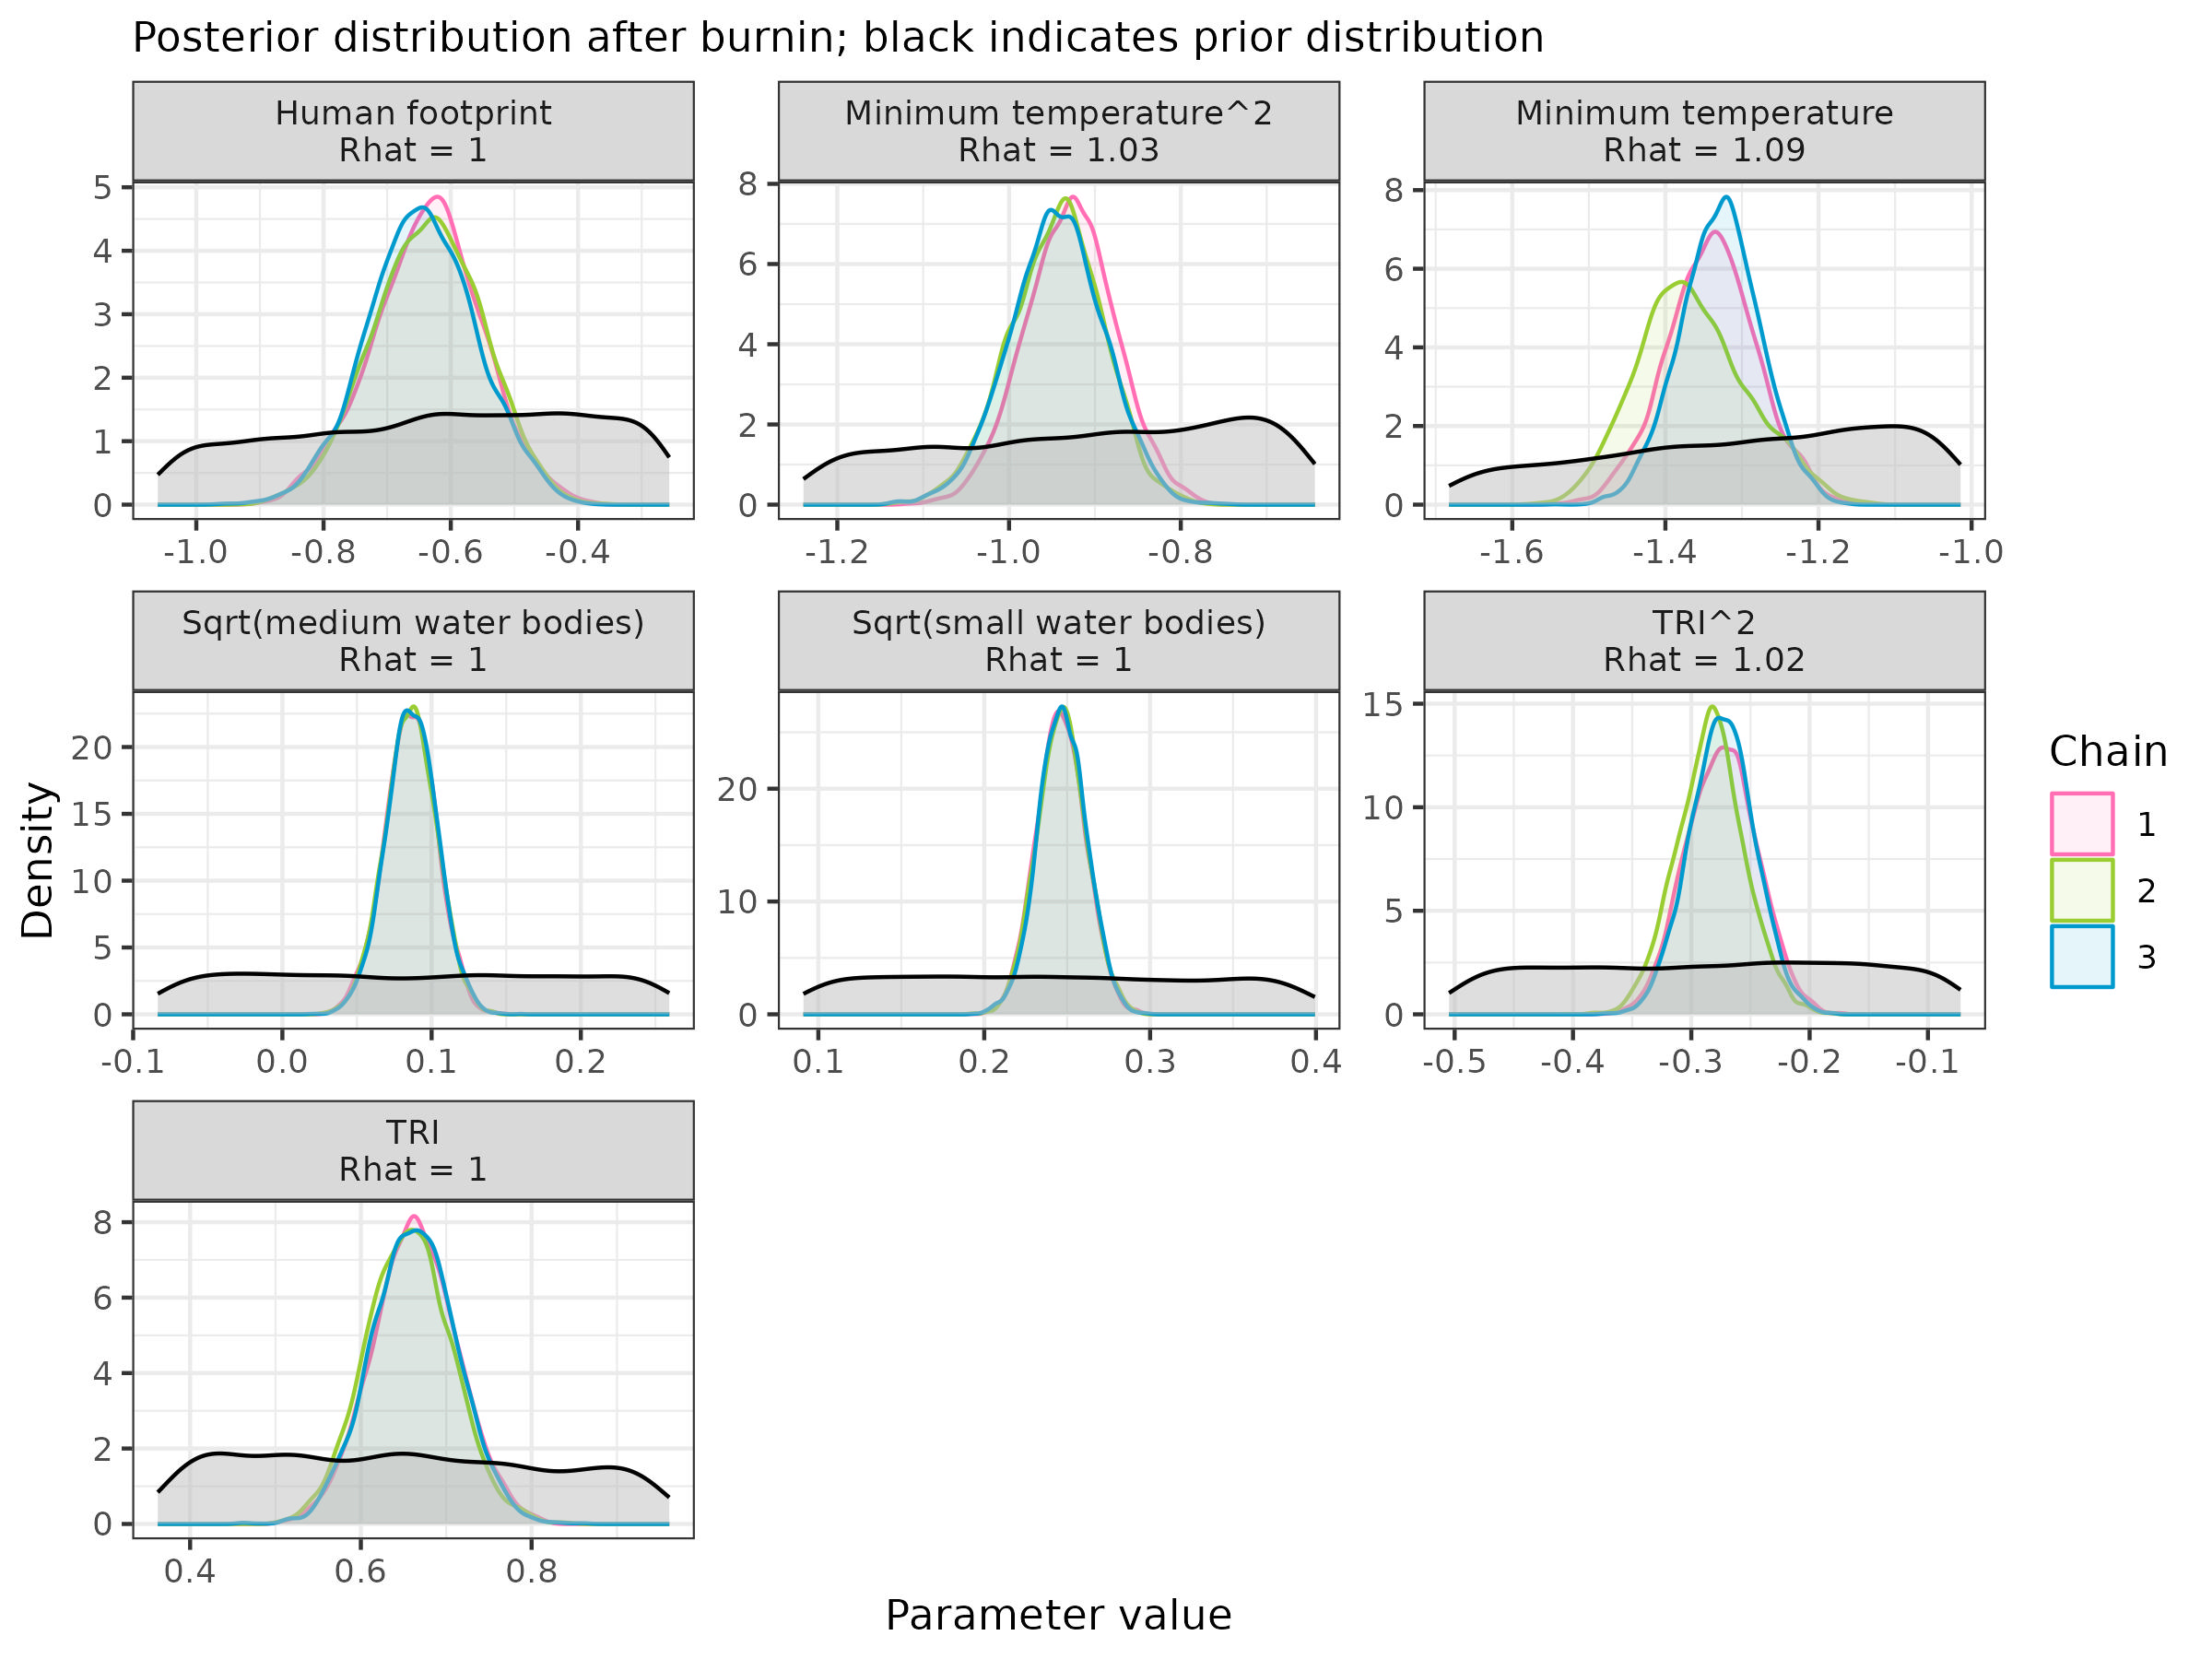 Posterior distribution after burnin; black indicates prior distribution
Human footprint
Rhat = 1
Minimum temperature^2
Rhat = 1.03
Minimum temperature
Rhat = 1.09
5
4
3
2
1
0
-1.0 -0.8 -0.6 -0.4
8
6
4
2
0
-1.2 -1.0 -0.8
8
6
4
2
0
-1.6 -1.4 -1.2 -1.0
Sqrt(medium water bodies)
Rhat = 1
Sqrt(small water bodies)
Rhat = 1
TRI^2
Rhat = 1.02
20
15
10
5
0
-0.1 0.0 0.1 0.2
20
10
0
0.1 0.2 0.3 0.4
15
10
5
0
-0.5 -0.4 -0.3 -0.2 -0.1
TRI
Rhat = 1
8
6
4
2
0
0.4 0.6 0.8
Density
Parameter value
Chain
1
2
3